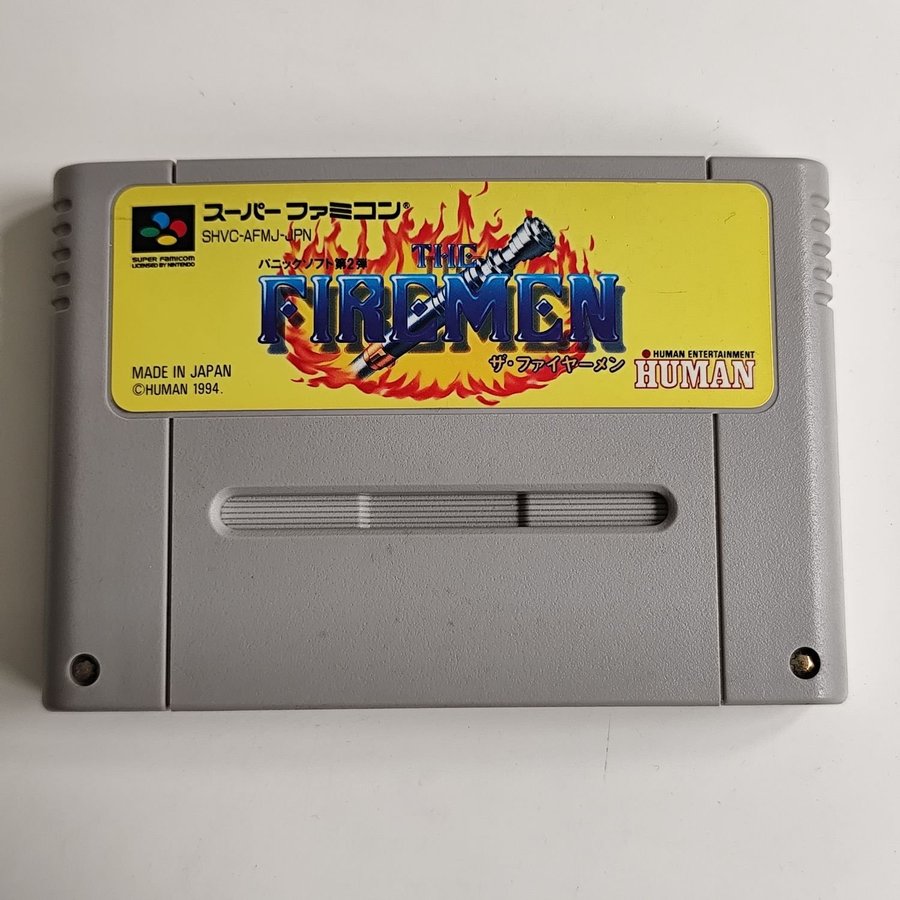 スーパーファミコン®
SHVC-AFMJ-JPN
SUPER FAMICOM
LICENSED BY NINTENDO
パニックソフト第2弾
THE
FIREMEN
ザ・ファイヤーメン
MADE IN JAPAN
©HUMAN 1994.
HUMAN ENTERTAINMENT
HUMAN